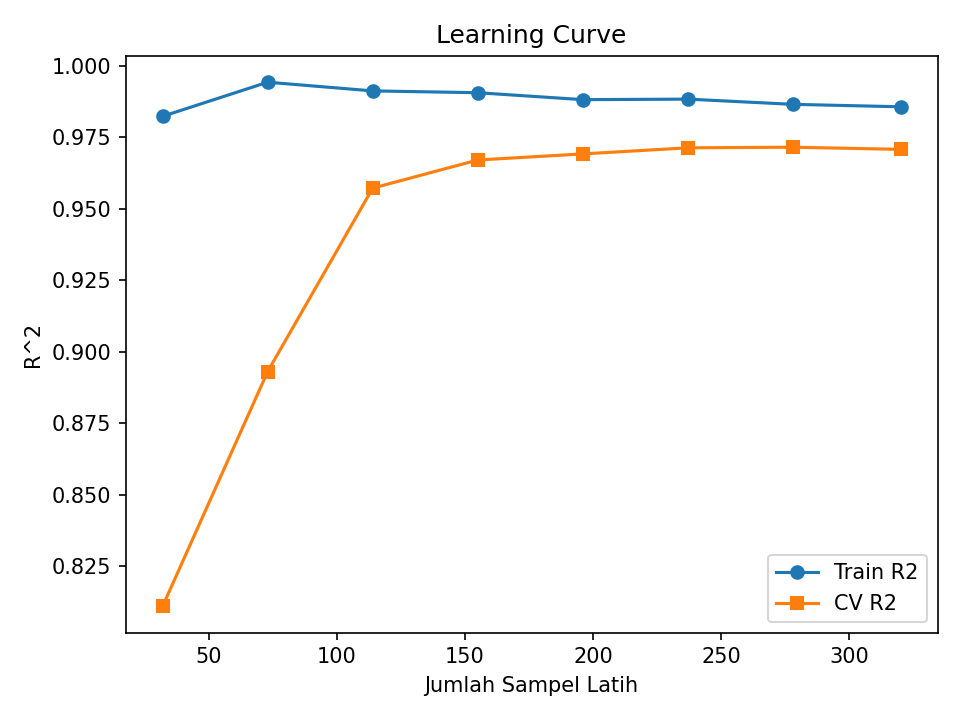 Learning Curve
1.000
0.975
0.950
0.925
0.900
0.875
0.850
0.825
R^2
50 100 150 200 250 300
Jumlah Sampel Latih
Train R2
CV R2